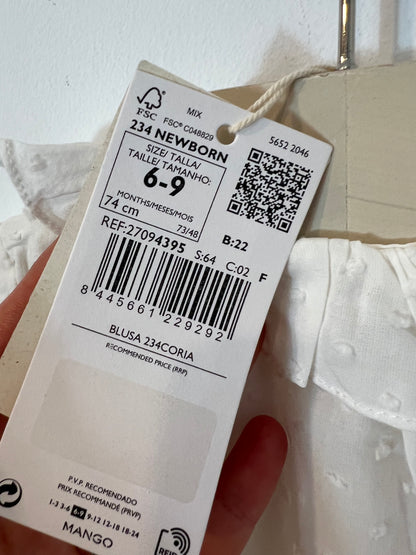 FSC
MIX
FSC® C048829
5652 2046
234 NEWBORN
SIZE/ TALLA/
TAILLE/ TAMANHO:
6-9
MONTHS/MESES/MOIS
74 cm
73/48
B:22
REF:27094395
S:64
C:02
F
8 445661 229292
BLUSA 234CORIA
RECOMMENDED PRICE (RRP)
P.V.P. RECOMENDADO
PRIX RECOMMANDÉ (PRVP)
1-3 3-6 6-9 9-12 12-18 18-24
MANGO
RFID